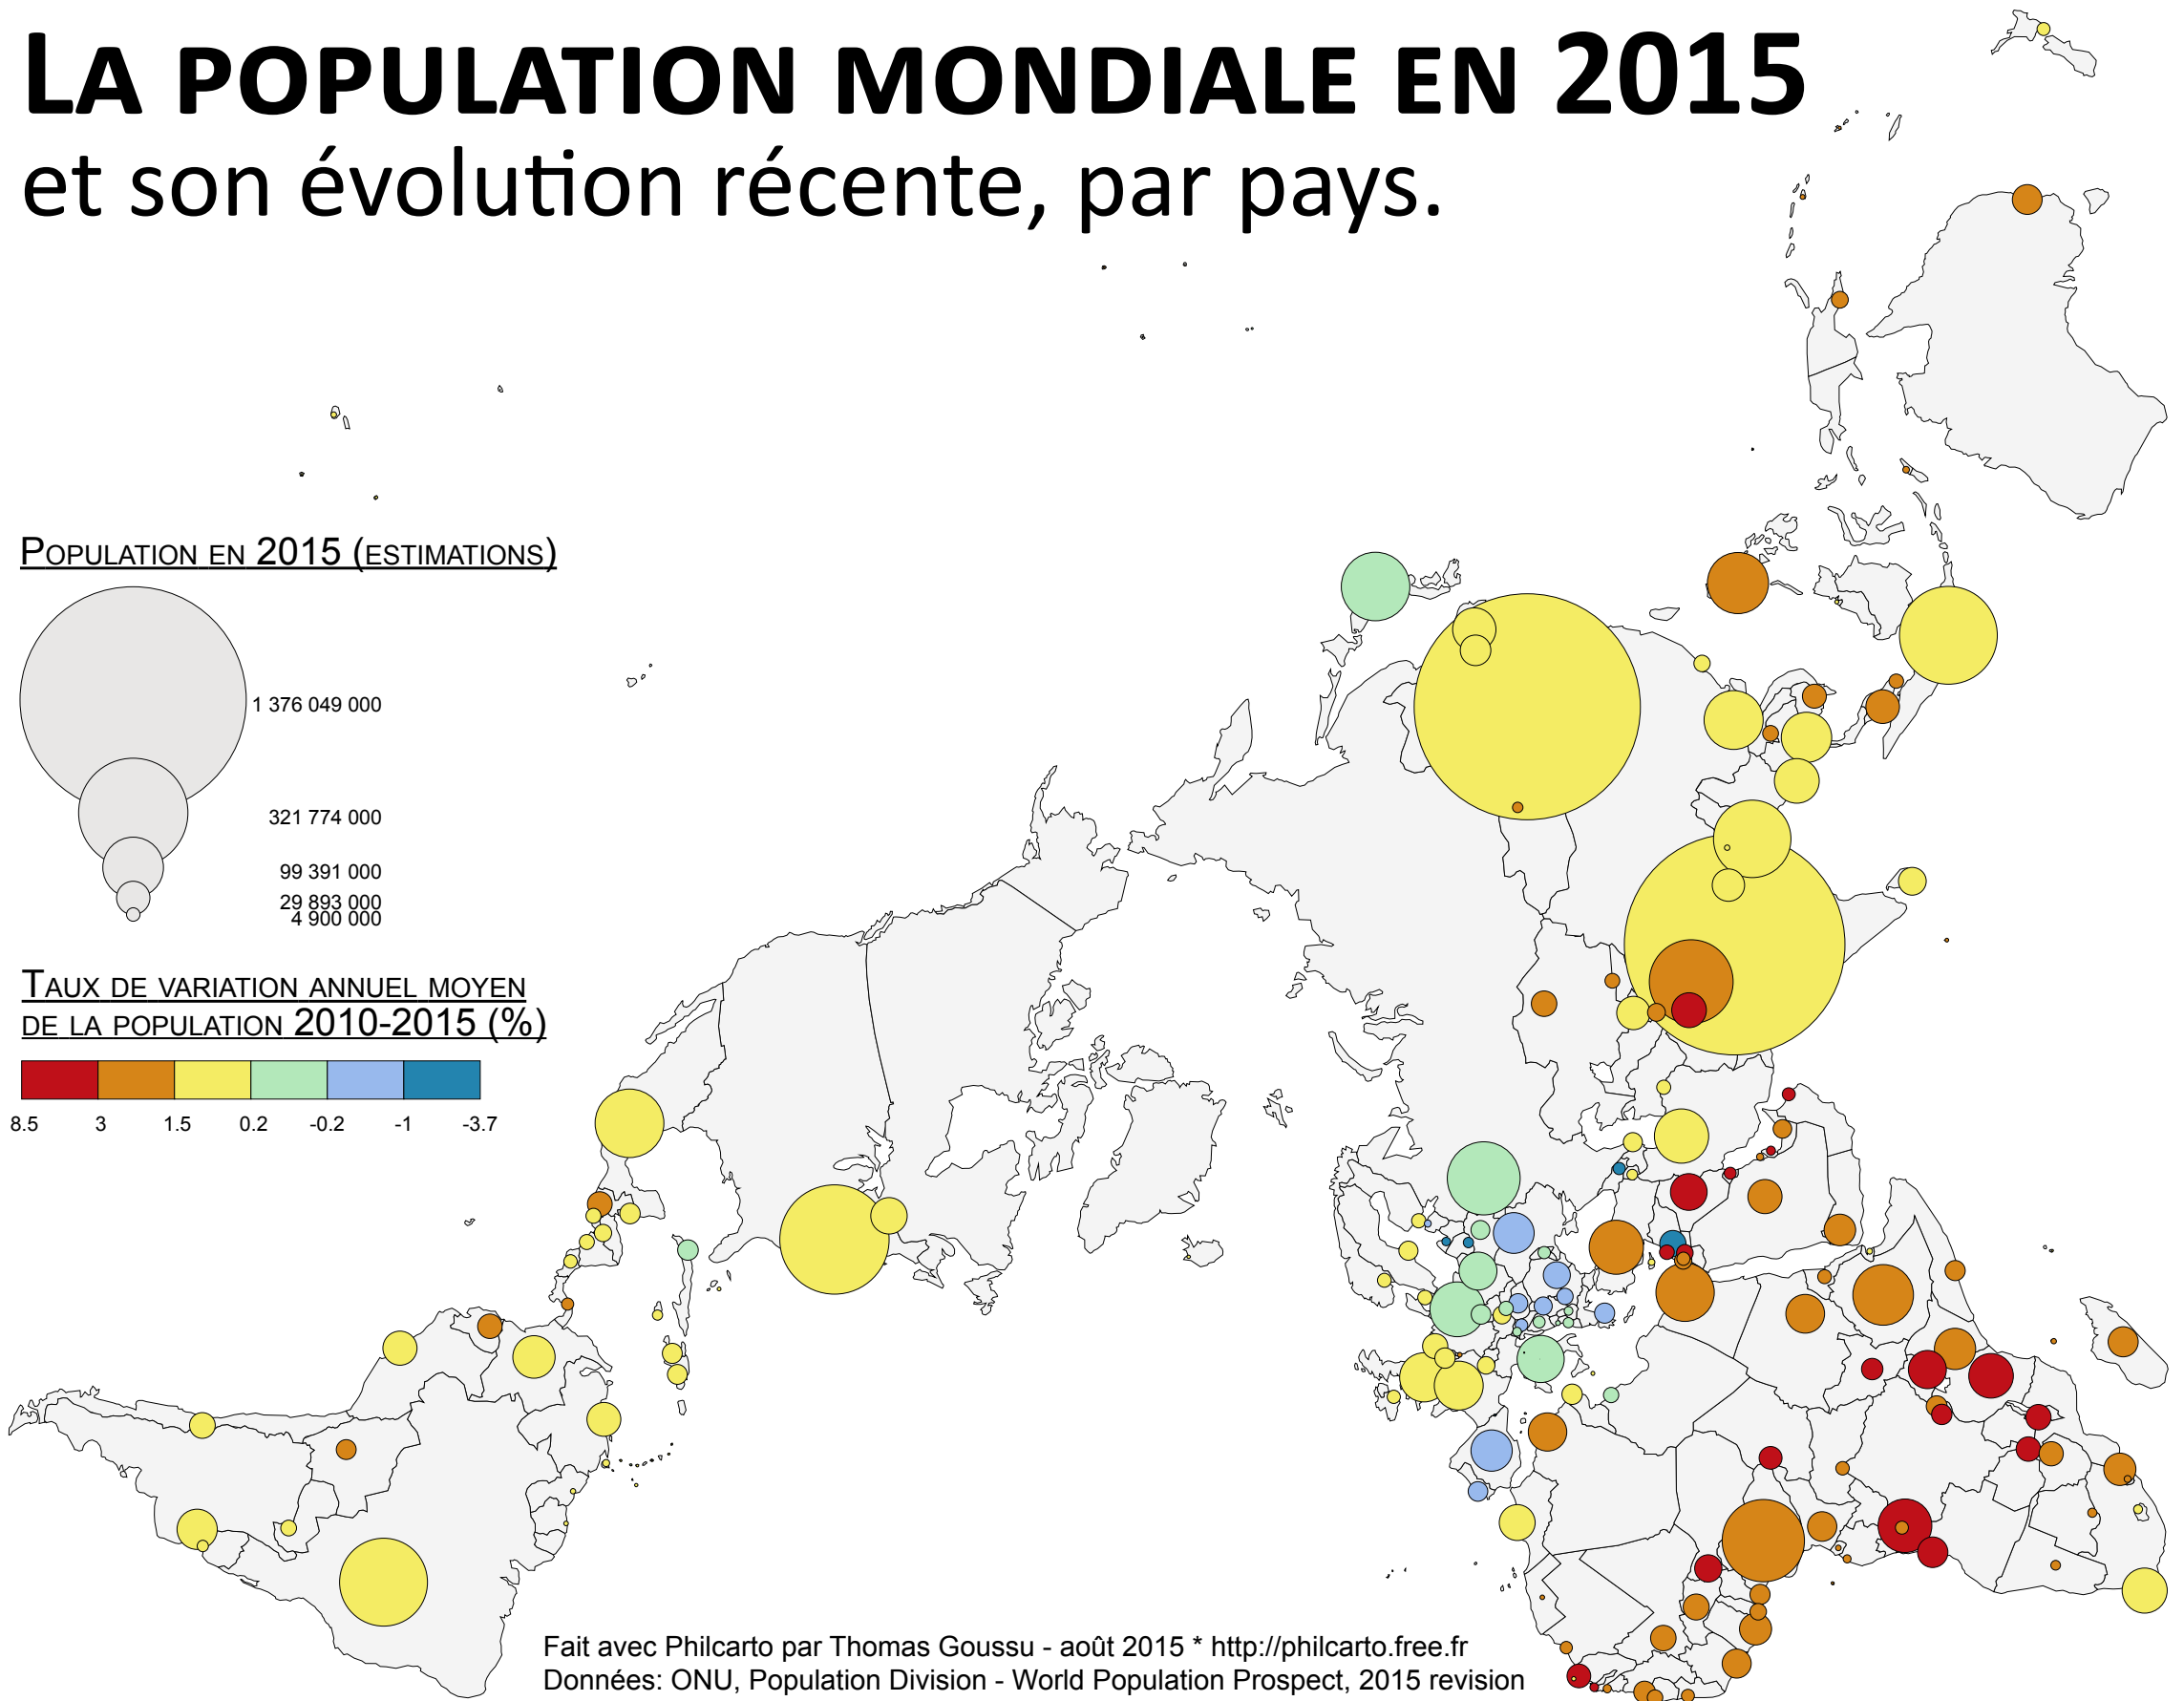 LA POPULATION MONDIALE EN 2015
et son évolution récente, par pays.
POPULATION EN 2015 (ESTIMATIONS)
1 376 049 000
321 774 000
99 391 000
29 893 000
4 900 000
TAUX DE VARIATION ANNUEL MOYEN
DE LA POPULATION 2010-2015 (%)
8.5 3 1.5 0.2 -0.2 -1 -3.7
Fait avec Philcarto par Thomas Goussu - août 2015 * http://philcarto.free.fr
Données: ONU, Population Division - World Population Prospect, 2015 revision